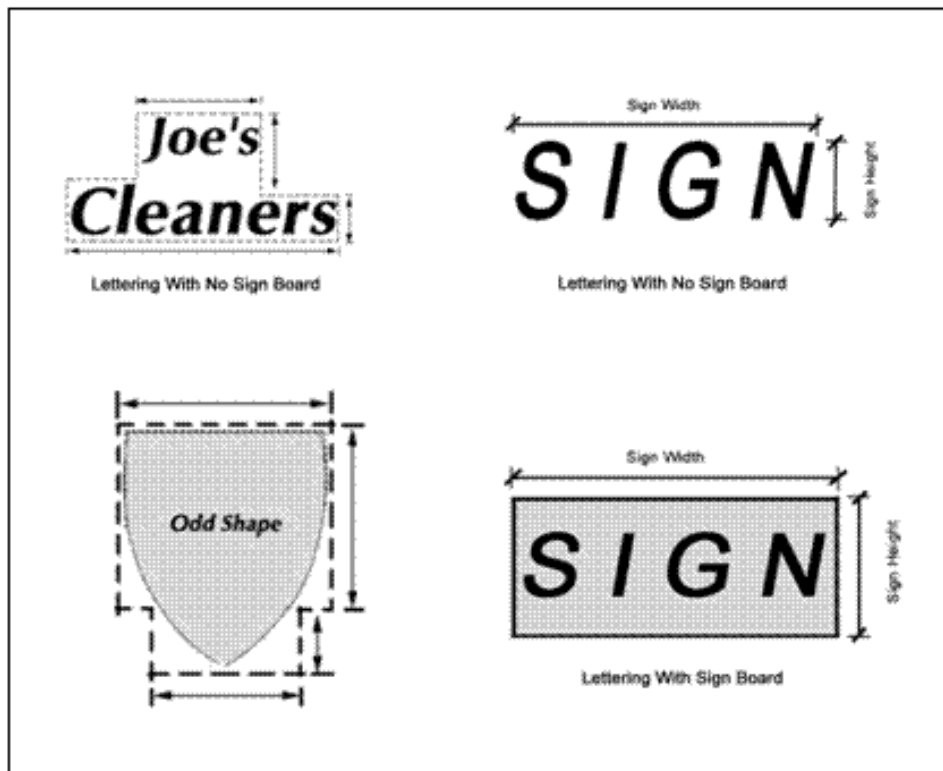 Joe's
Cleaners
Lettering With No Sign Board
Sign Width
SIGN
Sign Height
Lettering With No Sign Board
Odd Shape
Sign Width
SIGN
Sign Height
Lettering With Sign Board